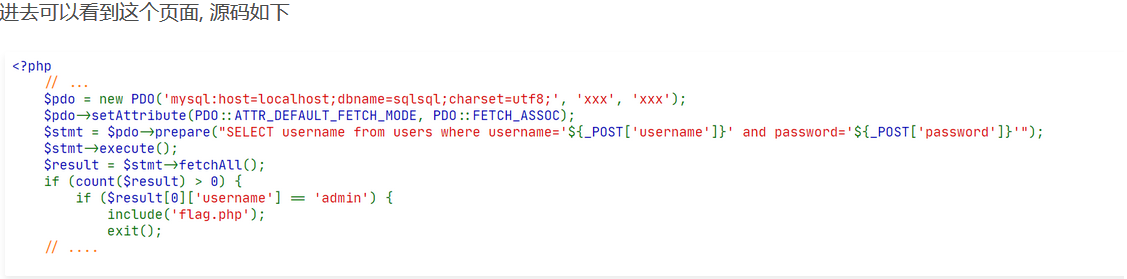 进去可以看到这个页面, 源码如下
<?php
// ...
$pdo = new PDO('mysql:host=localhost;dbname=sqlsql;charset=utf8;', 'xxx', 'xxx');
$pdo->setAttribute(PDO::ATTR_DEFAULT_FETCH_MODE, PDO::FETCH_ASSOC);
$stmt = $pdo->prepare("SELECT username from users where username='${_POST['username']}' and password='${_POST['password']}'");
$stmt->execute();
$result = $stmt->fetchAll();
if (count($result) > 0) {
if ($result[0]['username'] == 'admin') {
include('flag.php');
exit();
// ....